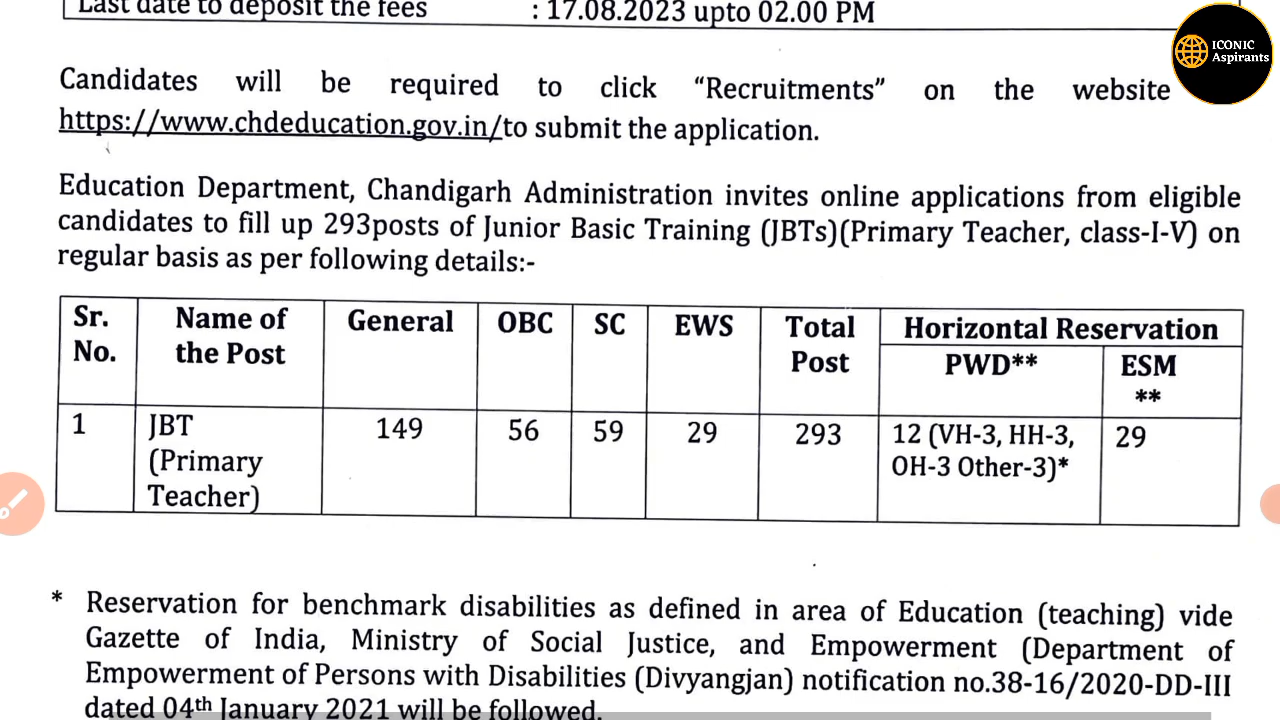 Last date to deposit the fees : 17.08.2023 upto 02.00 PM
ICONIC
Aspirants
Candidates will be required to click “Recruitments” on the website
https://www.chdeducation.gov.in/to submit the application.
Education Department, Chandigarh Administration invites online applications from eligible
candidates to fill up 293posts of Junior Basic Training (JBTs)(Primary Teacher, class-I-V) on
regular basis as per following details:-
Sr. No. Name of the Post General OBC SC EWS Total Post Horizontal Reservation
PWD** ESM **
1 JBT (Primary Teacher) 149 56 59 29 293 12 (VH-3, HH-3, OH-3 Other-3)* 29
* Reservation for benchmark disabilities as defined in area of Education (teaching) vide
Gazette of India, Ministry of Social Justice, and Empowerment (Department of
Empowerment of Persons with Disabilities (Divyangjan) notification no.38-16/2020-DD-III
dated 04th January 2021 will be followed.